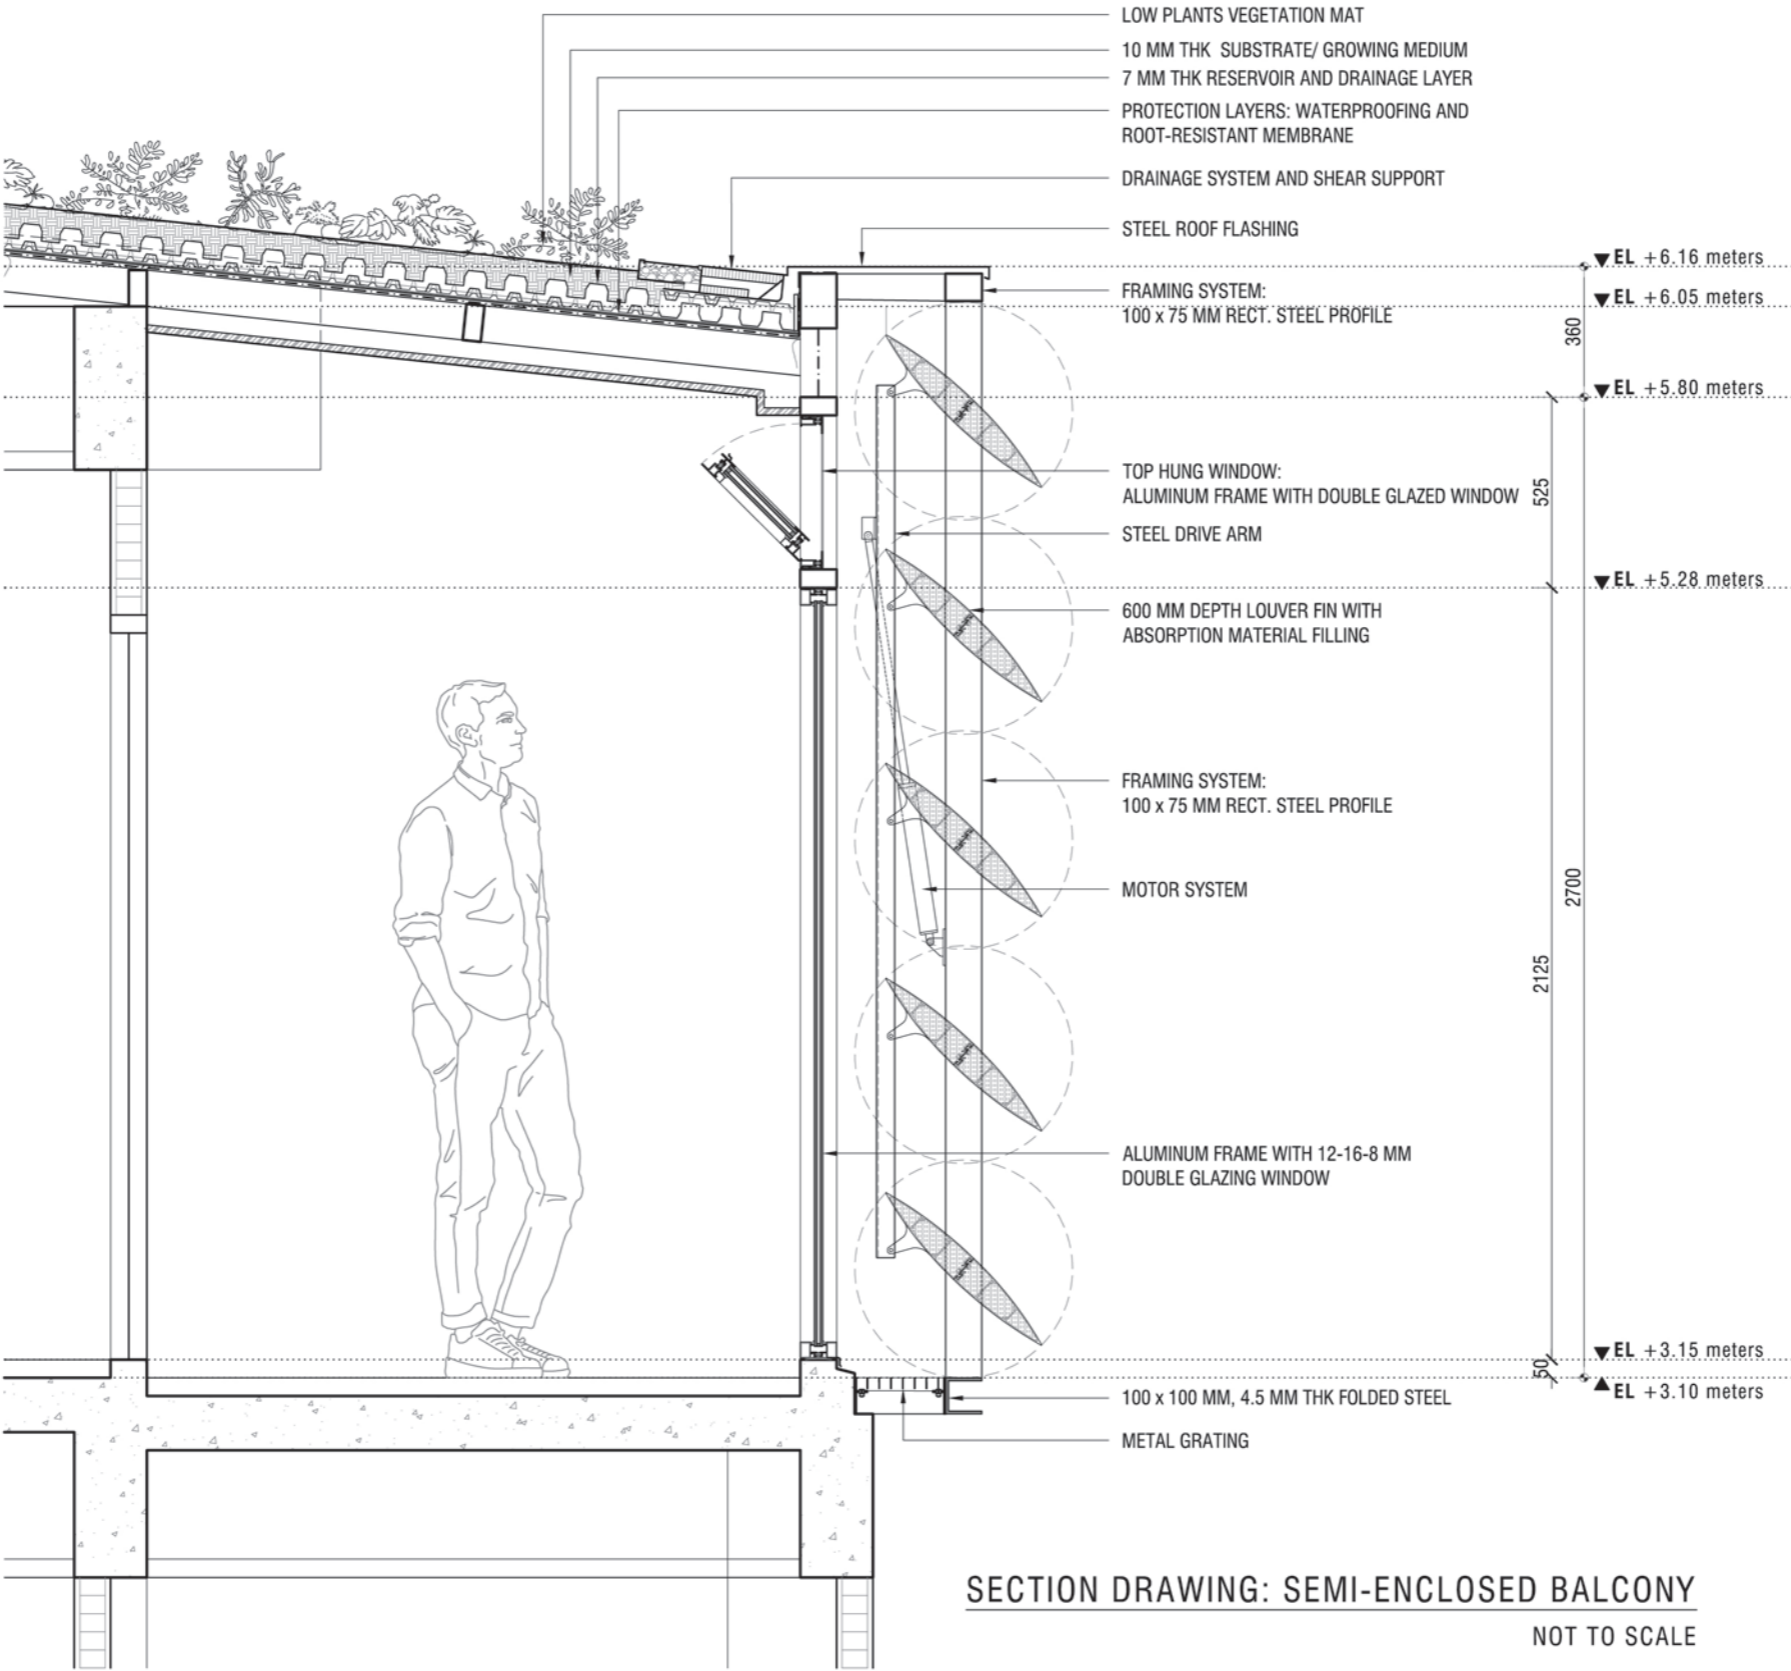 LOW PLANTS VEGETATION MAT
10 MM THK SUBSTRATE/ GROWING MEDIUM
7 MM THK RESERVOIR AND DRAINAGE LAYER
PROTECTION LAYERS: WATERPROOFING AND
ROOT-RESISTANT MEMBRANE
DRAINAGE SYSTEM AND SHEAR SUPPORT
STEEL ROOF FLASHING
EL +6.16 meters
FRAMING SYSTEM:
100 x 75 MM RECT. STEEL PROFILE
EL +6.05 meters
360
EL +5.80 meters
TOP HUNG WINDOW:
ALUMINUM FRAME WITH DOUBLE GLAZED WINDOW
525
STEEL DRIVE ARM
EL +5.28 meters
600 MM DEPTH LOUVER FIN WITH
ABSORPTION MATERIAL FILLING
FRAMING SYSTEM:
100 x 75 MM RECT. STEEL PROFILE
MOTOR SYSTEM
2700
2125
ALUMINUM FRAME WITH 12-16-8 MM
DOUBLE GLAZING WINDOW
EL +3.15 meters
50
EL +3.10 meters
100 x 100 MM, 4.5 MM THK FOLDED STEEL
METAL GRATING
SECTION DRAWING: SEMI-ENCLOSED BALCONY
NOT TO SCALE